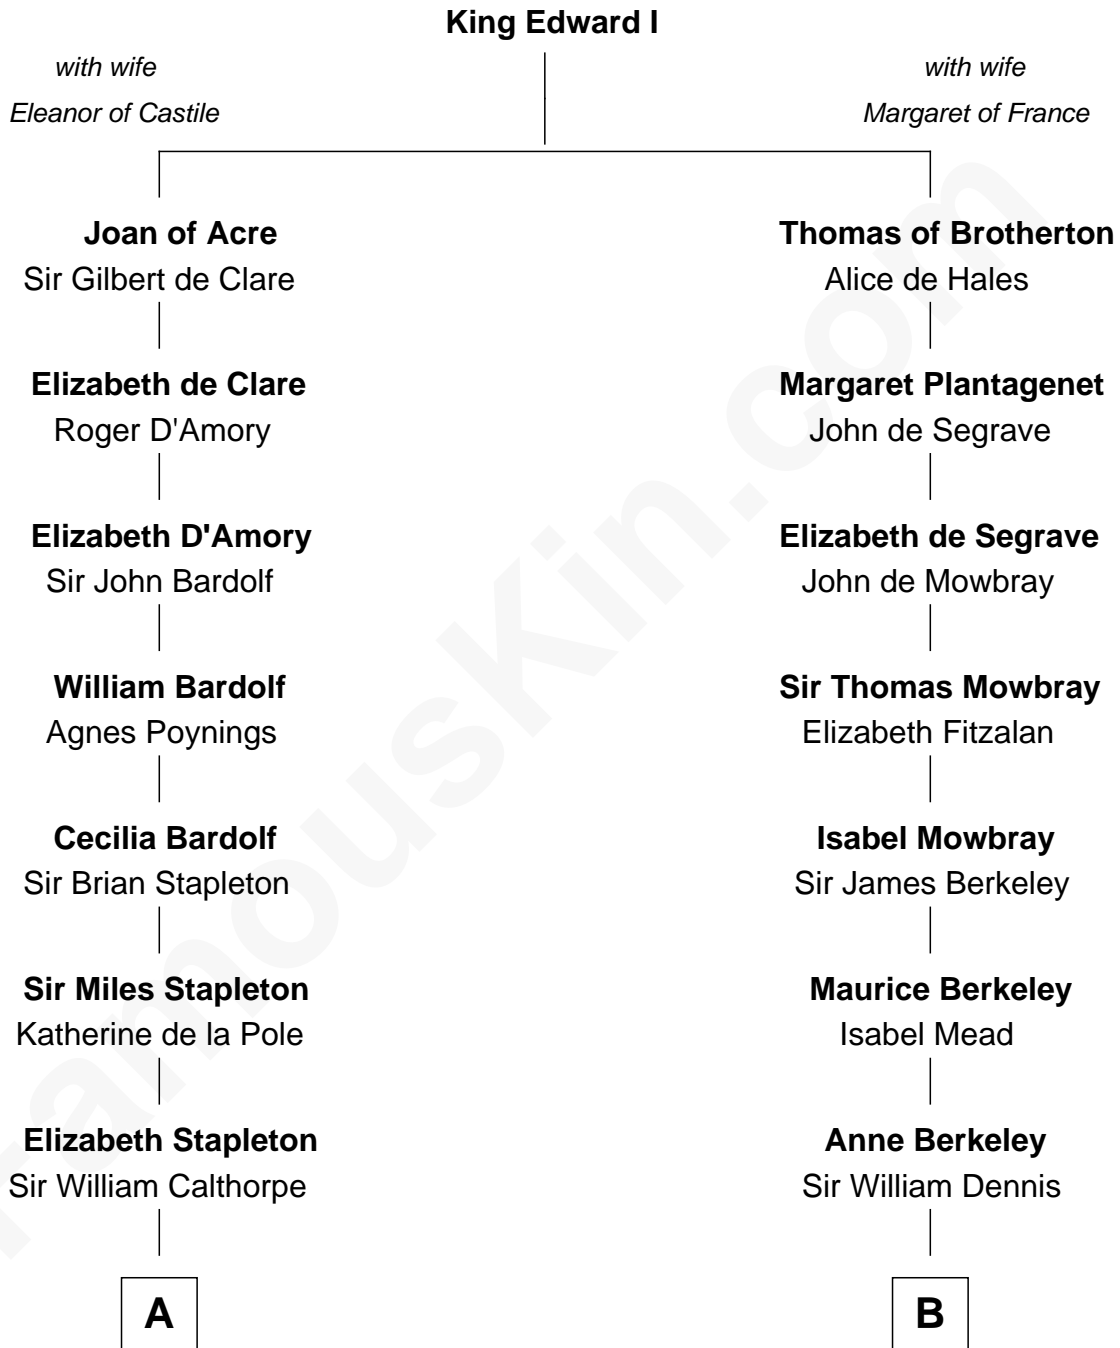 King Edward I
with wife
Eleanor of Castile
with wife
Margaret of France
Joan of Acre
Sir Gilbert de Clare
Thomas of Brotherton
Alice de Hales
Elizabeth de Clare
Roger D'Amory
Margaret Plantagenet
John de Segrave
Elizabeth D'Amory
Sir John Bardolf
Elizabeth de Segrave
John de Mowbray
William Bardolf
Agnes Poynings
Sir Thomas Mowbray
Elizabeth Fitzalan
Cecilia Bardolf
Sir Brian Stapleton
Isabel Mowbray
Sir James Berkeley
Sir Miles Stapleton
Katherine de la Pole
Maurice Berkeley
Isabel Mead
Elizabeth Stapleton
Sir William Calthorpe
Anne Berkeley
Sir William Dennis
A
B
FamousKin.com